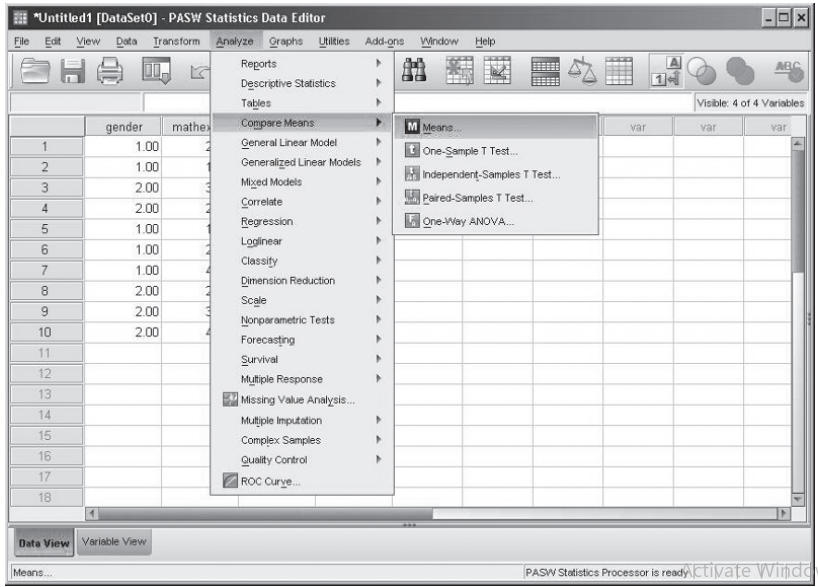 *Untitled1 [DataSet0] - PASW Statistics Data Editor
File Edit View Data Transform Analyze Graphs Utilities Add-ons Window Help
Visible: 4 of 4 Variables
Reports
Descriptive Statistics
Tables
Compare Means
General Linear Model
Generalized Linear Models
Mixed Models
Correlate
Regression
Loglinear
Classify
Dimension Reduction
Scale
Nonparametric Tests
Forecasting
Survival
Multiple Response
Missing Value Analysis...
Multiple Imputation
Complex Samples
Quality Control
ROC Curve...
M Means...
One-Sample T Test...
Independent-Samples T Test...
Paired-Samples T Test...
One-Way ANOVA...
gender mathex var var var
1 1.00 2
2 1.00 1
3 2.00 3
4 2.00 2
5 1.00 1
6 1.00 2
7 1.00 4
8 2.00 2
9 2.00 3
10 2.00 4
11
12
13
14
15
16
17
18
Data View Variable View
Means... PASW Statistics Processor is ready
Activate Windo